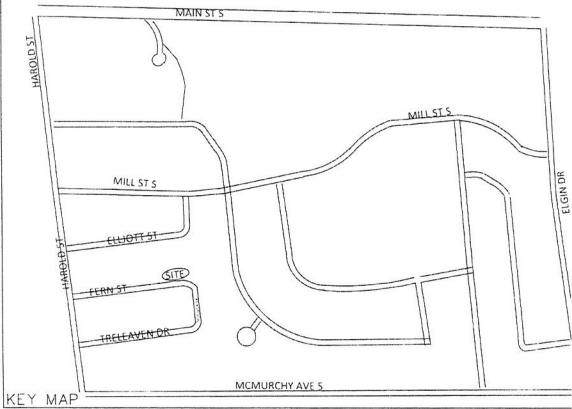 MAIN ST S
HAROLD ST
MILL ST S
MILL ST S
ELGIN DR
ELLIOTT ST
HAROLD ST
SITE
FERN ST
TRELEAVEN DR
MCMURCHY AVE S
KEY MAP